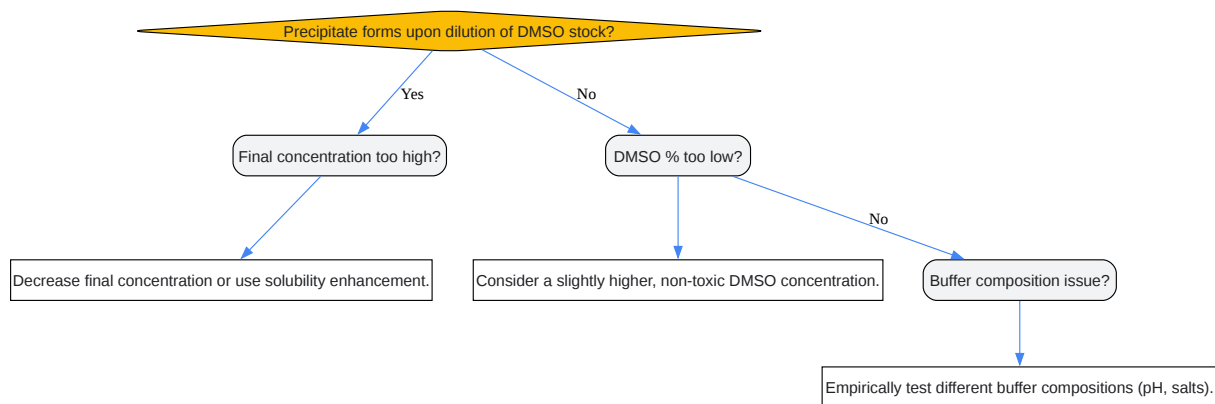 Precipitate forms upon dilution of DMSO stock?
Yes
No
Final concentration too high?
DMSO % too low?
No
Decrease final concentration or use solubility enhancement.
Consider a slightly higher, non-toxic DMSO concentration.
Buffer composition issue?
Empirically test different buffer compositions (pH, salts).